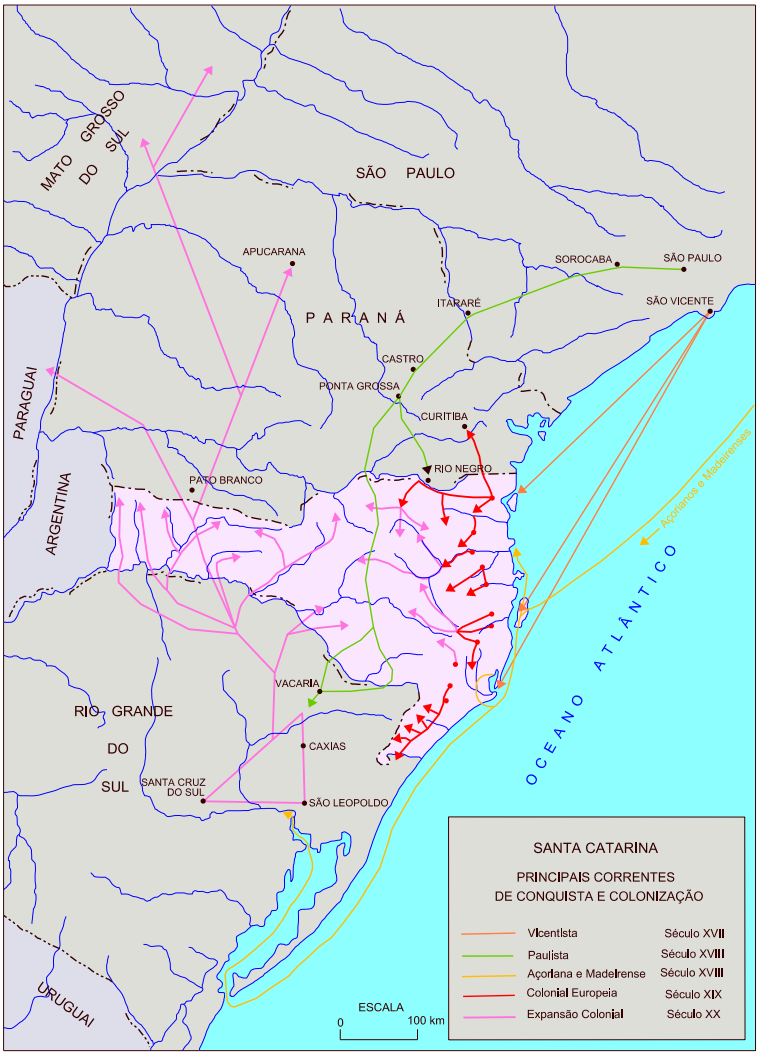 MATO GROSSO
DO SUL
SÃO PAULO
APUCARANA
SOROCABA
SÃO PAULO
SÃO VICENTE
ITARARÉ
PARANÁ
CASTRO
PONTA GROSSA
CURÍTIBA
PARAGUAI
RIO NEGRO
PATO BRANCO
ARGENTINA
Açorianos e Madeirenses
OCEANO ATLÂNTICO
VACARIA
RIO GRANDE
DO
SUL
CAXIAS
SANTA CRUZ
DO SUL
SÃO LEOPOLDO
URUGUAI
SANTA CATARINA
PRINCIPAIS CORRENTES
DE CONQUISTA E COLONIZAÇÃO
Vicentista Século XVII
Paulista Século XVIII
Açoriana e Madeirense Século XVIII
Colonial Europeia Século XIX
Expansão Colonial Século XX
ESCALA
0 100 km